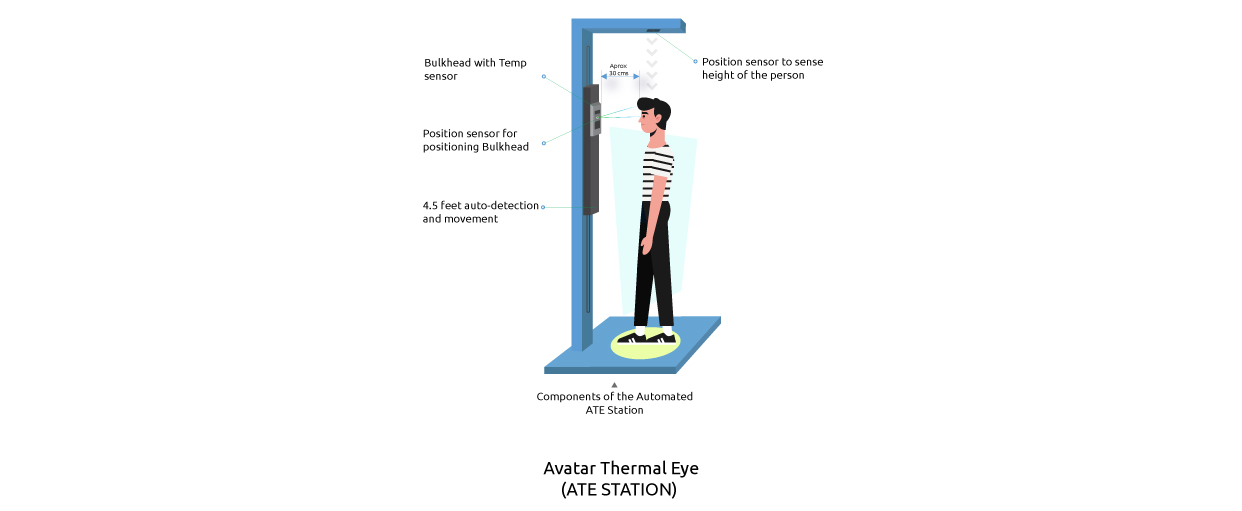 Aprox
30 cms
Bulkhead with Temp
sensor
Position sensor to sense
height of the person
Position sensor for
positioning Bulkhead
4.5 feet auto-detection
and movement
Components of the Automated
ATE Station
Avatar Thermal Eye
(ATE STATION)